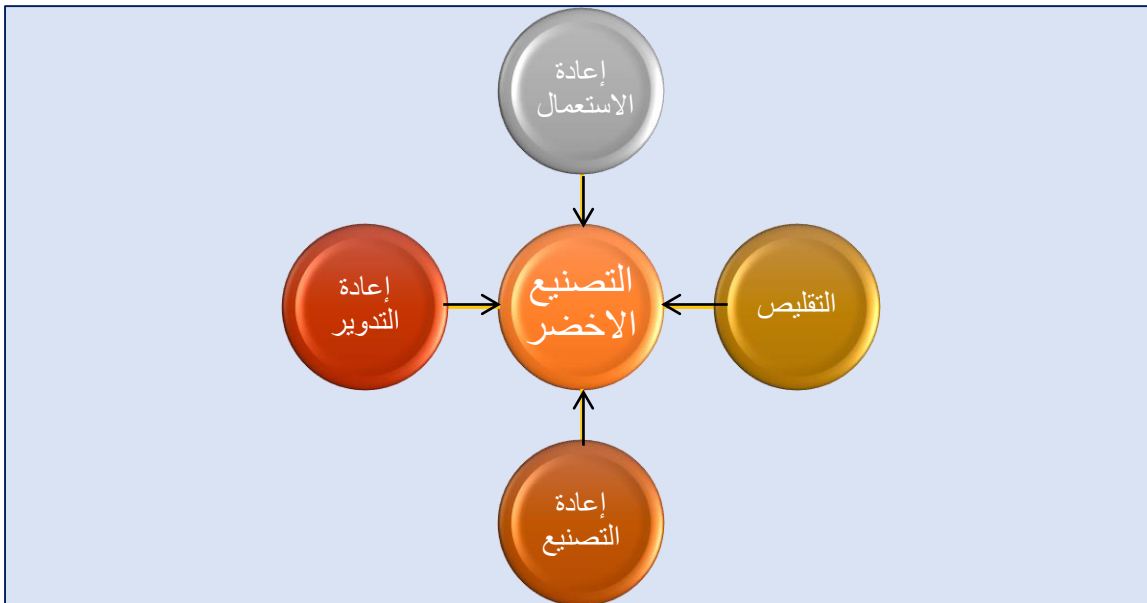 إعادة
الاستعمال
التقليص
التصنيع
الاخضر
إعادة
التدوير
إعادة
التصنيع